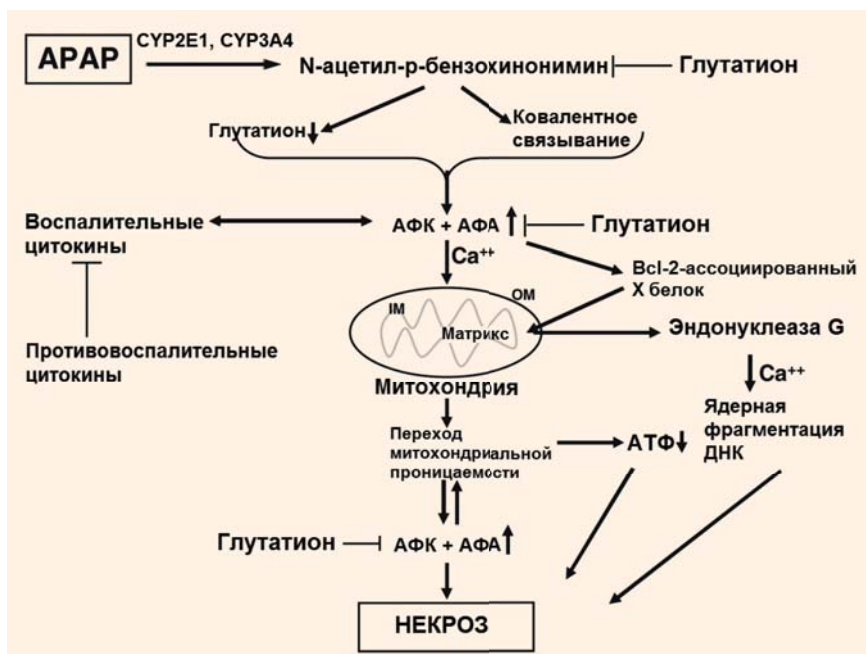 CYP2E1, CYP3A4
APAP
N-ацетил-р-бензохинонимин
Глутатион
Глутатион
Ковалентное
связывание
Воспалительные
цитокины
АФК + АФА
Глутатион
Ca++
Bcl-2-ассоциированный
X белок
IM
OM
Матрикс
Эндонуклеаза G
Противовоспалительные
цитокины
Митохондрия
Ca++
Переход
митохондриальной
проницаемости
АТФ
Ядерная
фрагментация
ДНК
Глутатион
АФК + АФА
НЕКРОЗ